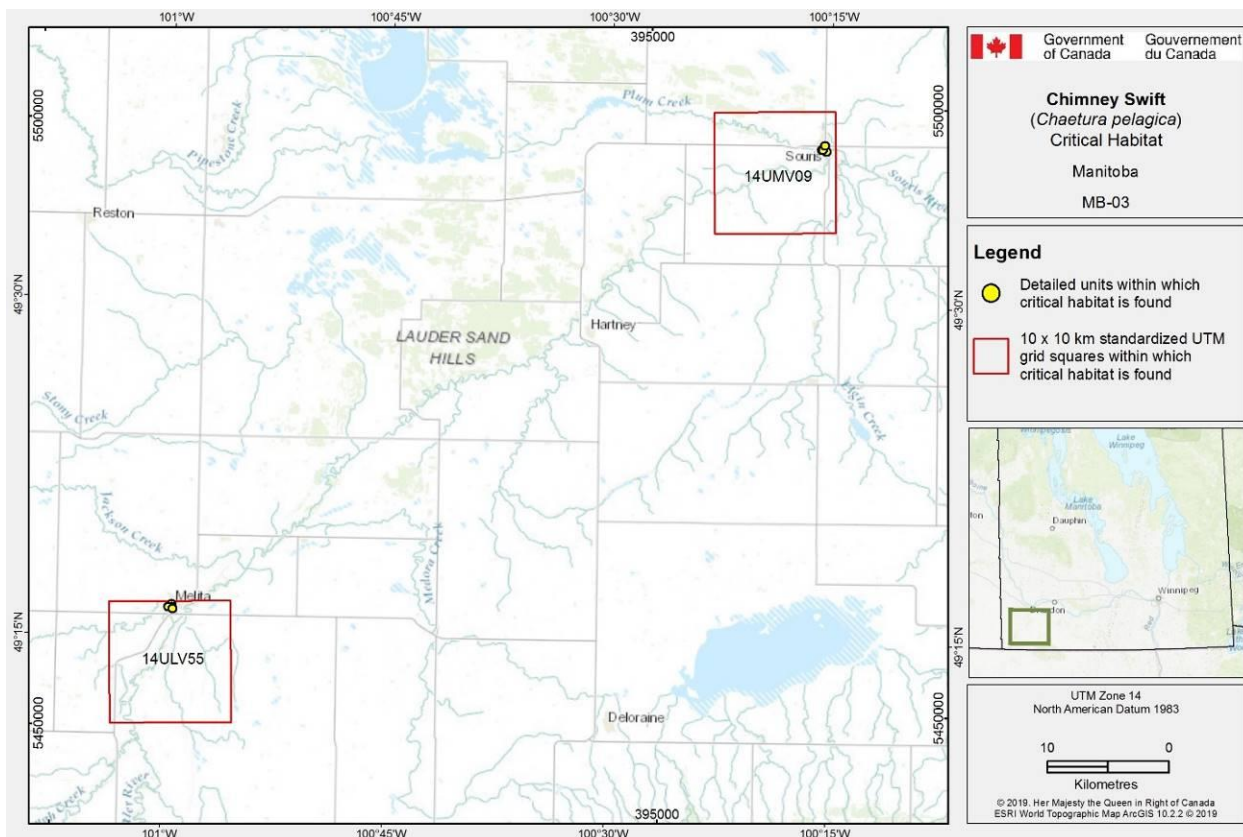 101°W 100°45'W 100°30'W 100°15'W
395000
5500000
5500000
49°30'N
49°30'N
49°15'N
49°15'N
5450000
5450000
Plum Creek
Pipestone Creek
Souris
14UMV09
Souris River
Reston
Hartney
LAUDER SAND
HILLS
Elgin Creek
Stony Creek
Jackson Creek
Medora Creek
Melita
14ULV55
Deloraine
Creek
River
395000
101°W 100°45'W 100°30'W 100°15'W
Government
of Canada
Gouvernement
du Canada
Chimney Swift
(Chaetura pelagica)
Critical Habitat
Manitoba
MB-03
Legend
Detailed units within which
critical habitat is found
10 x 10 km standardized UTM
grid squares within which
critical habitat is found
Lake
Winnipeg
Lake
Manitoba
Dauphin
Winnipeg
Brandon
Red
UTM Zone 14
North American Datum 1983
10 0
Kilometres
© 2019. Her Majesty the Queen in Right of Canada
ESRI World Topographic Map ArcGIS 10.2.2 © 2019